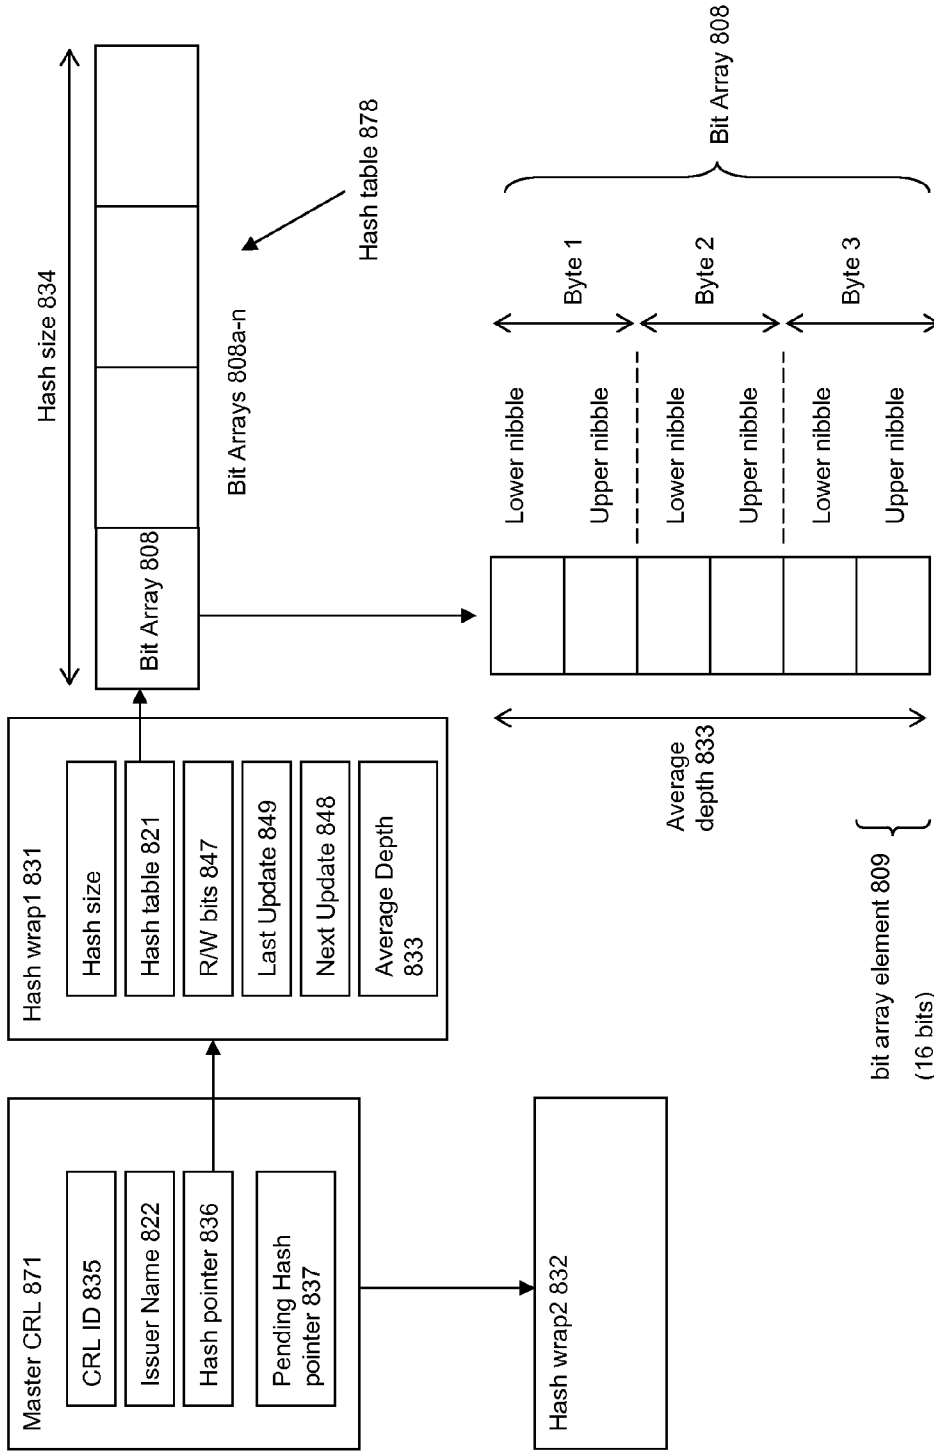 Master CRL 871
CRL ID 835
Issuer Name 822
Hash pointer 836
Pending Hash
pointer 837
Hash wrap2 832
Hash wrap1 831
Hash size
Hash table 821
R/W bits 847
Last Update 849
Next Update 848
Average Depth
833
Hash size 834
Bit Array 808
Bit Arrays 808a-n
Hash table 878
Average
depth 833
bit array element 809
(16 bits)
Lower nibble
Upper nibble
Lower nibble
Upper nibble
Lower nibble
Upper nibble
Byte 1
Byte 2
Byte 3
Bit Array 808